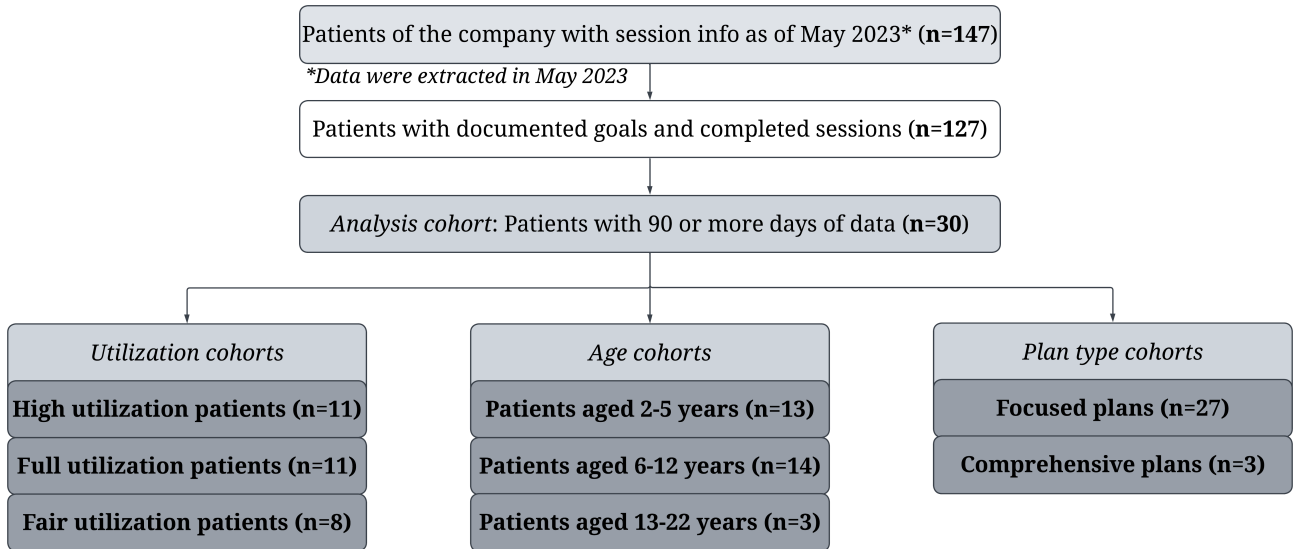 Patients of the company with session info as of May 2023* (n=147)
*Data were extracted in May 2023
Patients with documented goals and completed sessions (n=127)
Analysis cohort: Patients with 90 or more days of data (n=30)
Utilization cohorts
High utilization patients (n=11)
Full utilization patients (n=11)
Fair utilization patients (n=8)
Age cohorts
Patients aged 2-5 years (n=13)
Patients aged 6-12 years (n=14)
Patients aged 13-22 years (n=3)
Plan type cohorts
Focused plans (n=27)
Comprehensive plans (n=3)